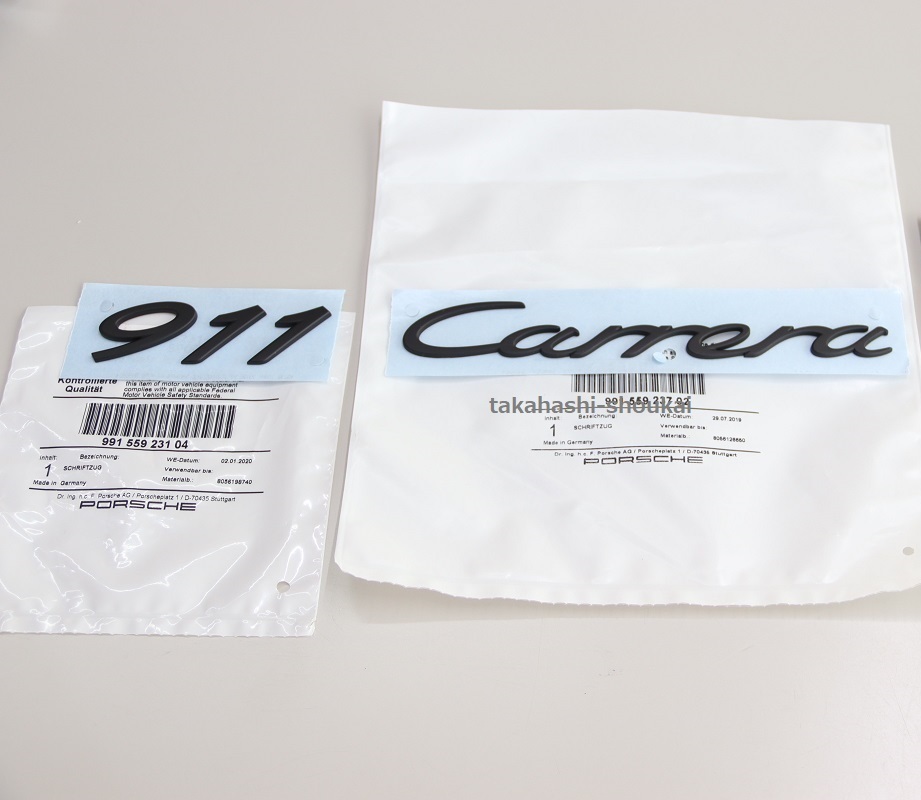 911
Carrera
Kontrollierte
Qualität
this item of motor vehicle equipment
complies with all applicable Federal
Motor Vehicle Safety Standards
991 559 231 04
Inhalt: Bezeichnung: WE-Datum: 02.01.2020
1 SCHRIFTZUG Verwendbar bis:
Made in Germany Materialb.: 8056198740
Dr. Ing. h.c. F. Porsche AG / Porscheplatz 1 / D-70435 Stuttgart
PORSCHE
991 559 237 02
takahashi-shoukai
Inhalt: Bezeichnung: WE-Datum: 29.07.2019
1 SCHRIFTZUG Verwendbar bis:
Made in Germany Materialb.: 8056126660
Dr. Ing. h.c. F. Porsche AG / Porscheplatz 1 / D-70435 Stuttgart
PORSCHE